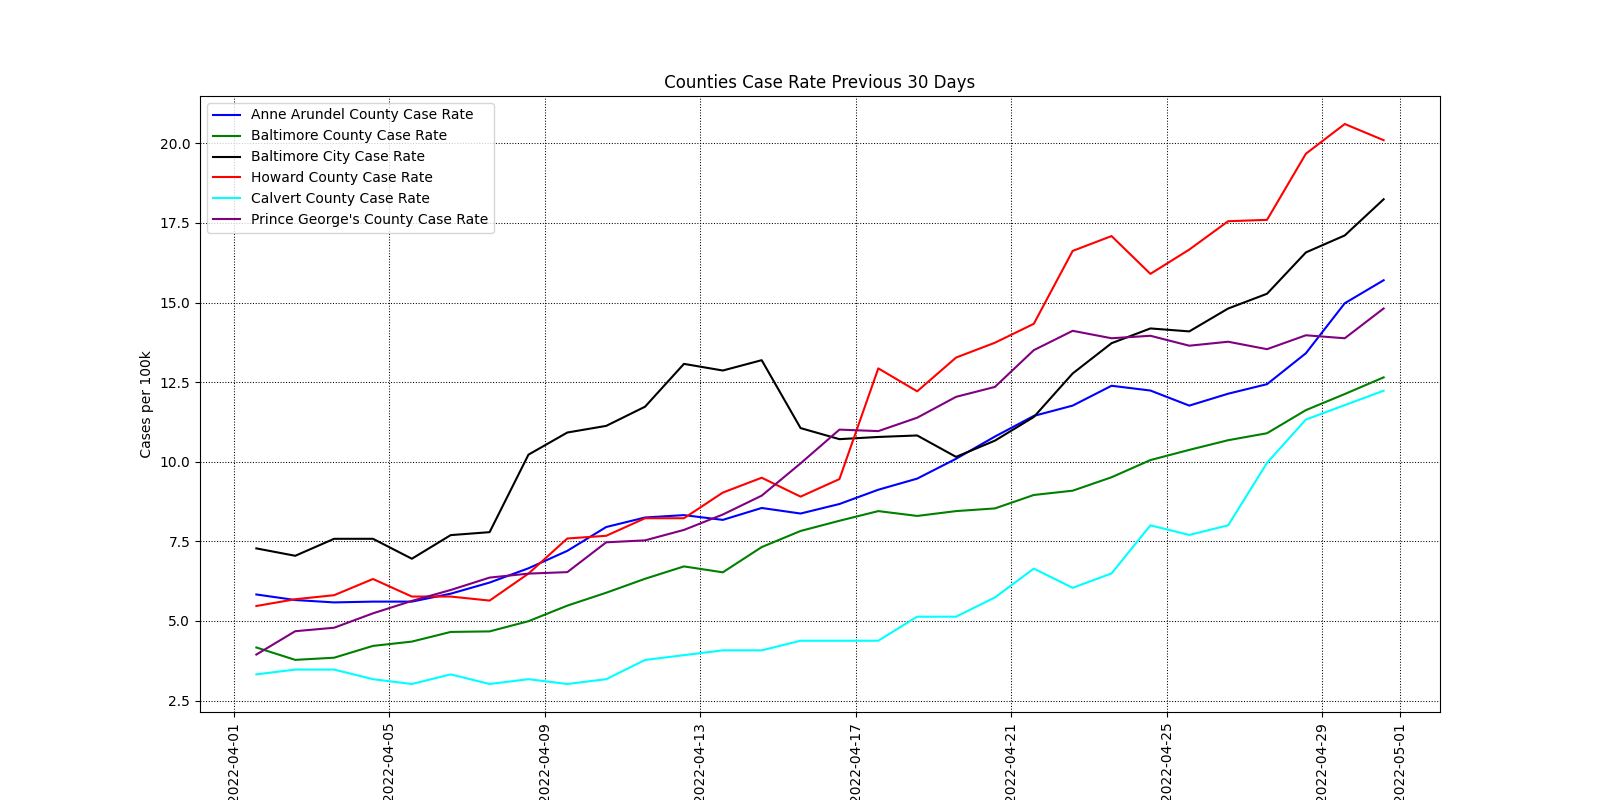 Counties Case Rate Previous 30 Days
Anne Arundel County Case Rate
Baltimore County Case Rate
Baltimore City Case Rate
Howard County Case Rate
Calvert County Case Rate
Prince George's County Case Rate
Cases per 100k
20.0
17.5
15.0
12.5
10.0
7.5
5.0
2.5
2022-04-01
2022-04-05
2022-04-09
2022-04-13
2022-04-17
2022-04-21
2022-04-25
2022-04-29
2022-05-01